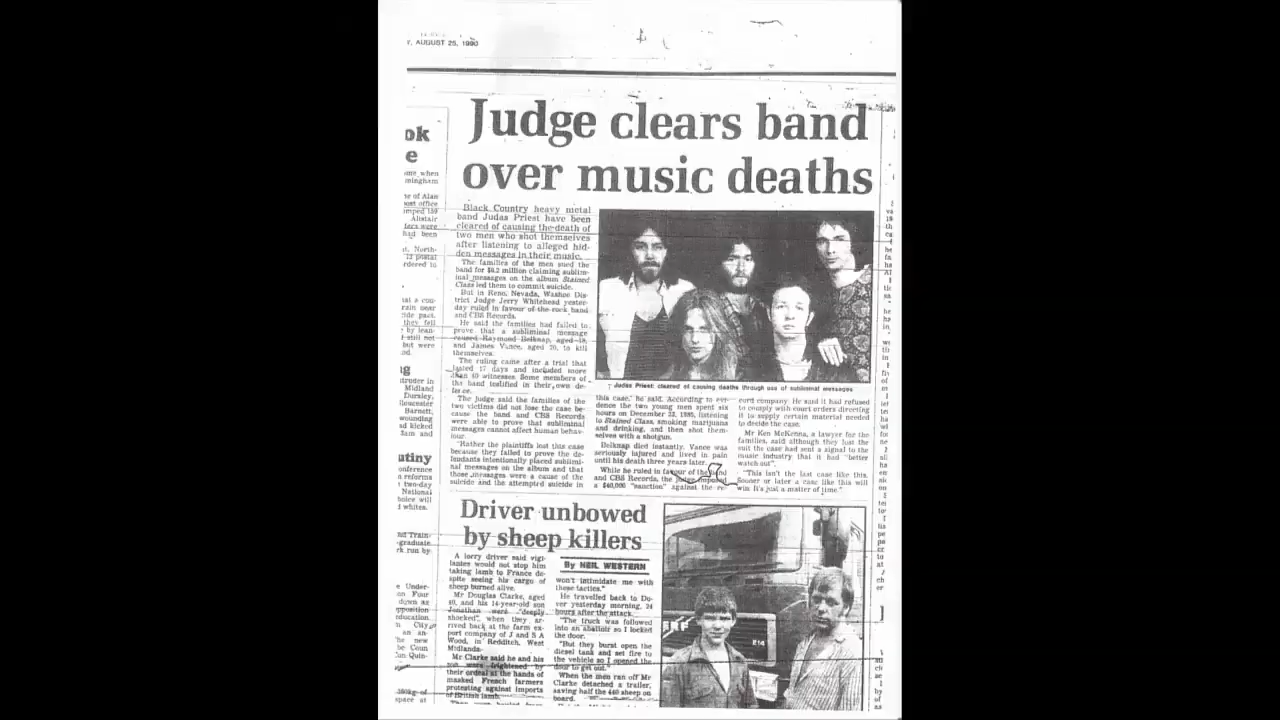 Y, AUGUST 25, 1990
Judge clears band
over music deaths
Black Country heavy metal
band Judas Priest have been
cleared of causing the death of
two men who shot themselves
after listening to alleged hid-
den messages in their music.
The families of the men sued the
band for $6.2 million claiming sublim-
inal messages on the album Stained
Class led them to commit suicide.
But in Reno, Nevada, Washoe Dis-
trict Judge Jerry Whitehead yester-
day ruled in favour of the rock band
and CBS Records.
He said the families had failed to
prove that a subliminal message
caused Raymond Belknap, aged 18,
and James Vance, aged 20, to kill
themselves.
The ruling came after a trial that
lasted 17 days and included more
than 40 witnesses. Some members of
the band testified in their own de-
fence.
The judge said the families of the
two victims did not lose the case be-
cause the band and CBS Records
were able to prove that subliminal
messages cannot affect human behav-
iour.
"Rather the plaintiffs lost this case
because they failed to prove the de-
fendants intentionally placed sublimi-
nal messages on the album and that
those messages were a cause of the
suicide and the attempted suicide in
Judas Priest: cleared of causing deaths through use of subliminal messages
this case," he said. According to evi-
dence the two young men spent six
hours on December 23, 1985, listening
to Stained Class, smoking marijuana
and drinking, and then shot them-
selves with a shotgun.
Belknap died instantly. Vance was
seriously injured and lived in pain
until his death three years later.
While he ruled in favour of the band
and CBS Records, the judge imposed
a $40,000 "sanction" against the re-
cord company. He said it had refused
to comply with court orders directing
it to supply certain material needed
to decide the case.
Mr Ken McKenna, a lawyer for the
families, said although they lost the
suit the case had sent a signal to the
music industry that it had "better
watch out".
"This isn't the last case like this.
Sooner or later a case like this will
win. It's just a matter of time."
Driver unbowed
by sheep killers
A lorry driver said vigi-
lantes would not stop him
taking lamb to France de-
spite seeing his cargo of
sheep burned alive.
Mr Douglas Clarke, aged
40, and his 14-year-old son
Jonathan were "deeply
shocked", when they ar-
rived back at the farm ex-
port company of J and S A
Wood, in Redditch, West
Midlands.
Mr Clarke said he and his
son were frightened by
their ordeal at the hands of
masked French farmers
protesting against imports
of British lamb.
By NEIL WESTERN
won't intimidate me with
these tactics."
He travelled back to Do-
ver yesterday morning, 24
hours after the attack.
"The truck was followed
into an abattoir so I locked
the door.
"But they burst open the
diesel tank and set fire to
the vehicle so I opened the
door to get out."
When the men ran off Mr
Clarke detached a trailer,
saving half the 440 sheep on
board.
ERF
E14